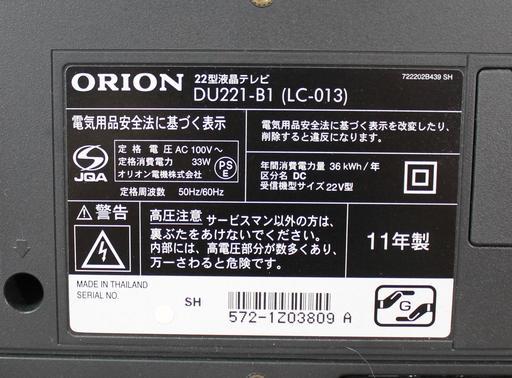 ORION
22型液晶テレビ
DU221-B1 (LC-013)
722202B439 SH
電気用品安全法に基づく表示
電気用品安全法に基づく表示を改変したり、
削除すると違反になります。
JQA
定格電圧 AC 100V～
定格消費電力 33W
オリオン電機株式会社
定格周波数 50Hz/60Hz
PS
E
年間消費電力量 36 kWh/年
区分名 DC
受信機型サイズ 22V型
警告
高圧注意 サービスマン以外の方は、
裏ぶたをあけないでください。
内部には、高電圧部分が数多くあり、
万一さわると危険です。
11年製
MADE IN THAILAND
SERIAL NO.
SH
572-1Z03809 A
G